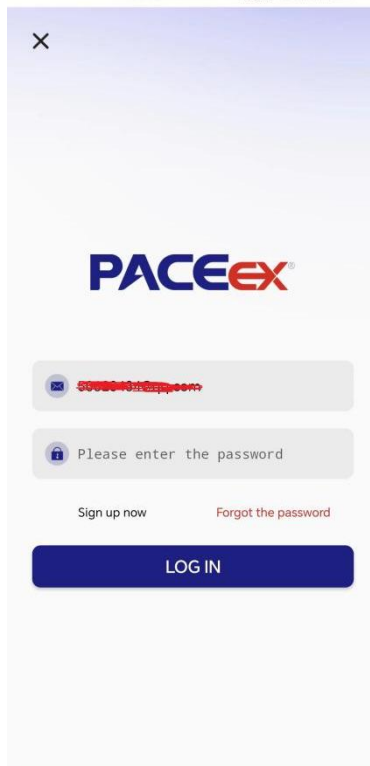 PACEex®
Please enter the password
Sign up now
Forgot the password
LOG IN